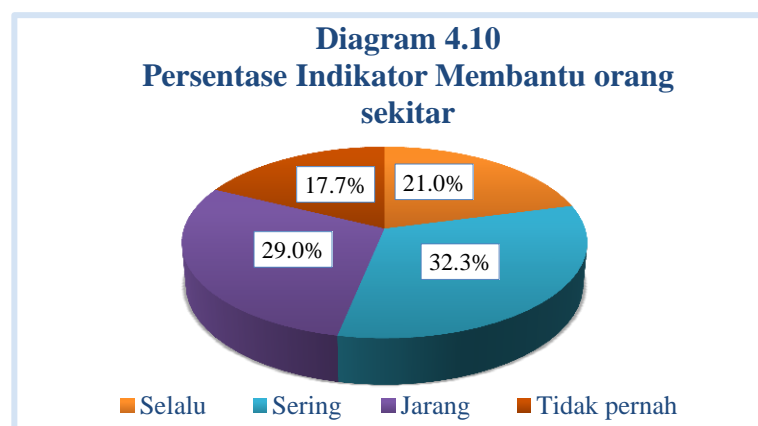 Diagram 4.10
Persentase Indikator Membantu orang
sekitar
17.7% 21.0%
29.0% 32.3%
Selalu Sering Jarang Tidak pernah